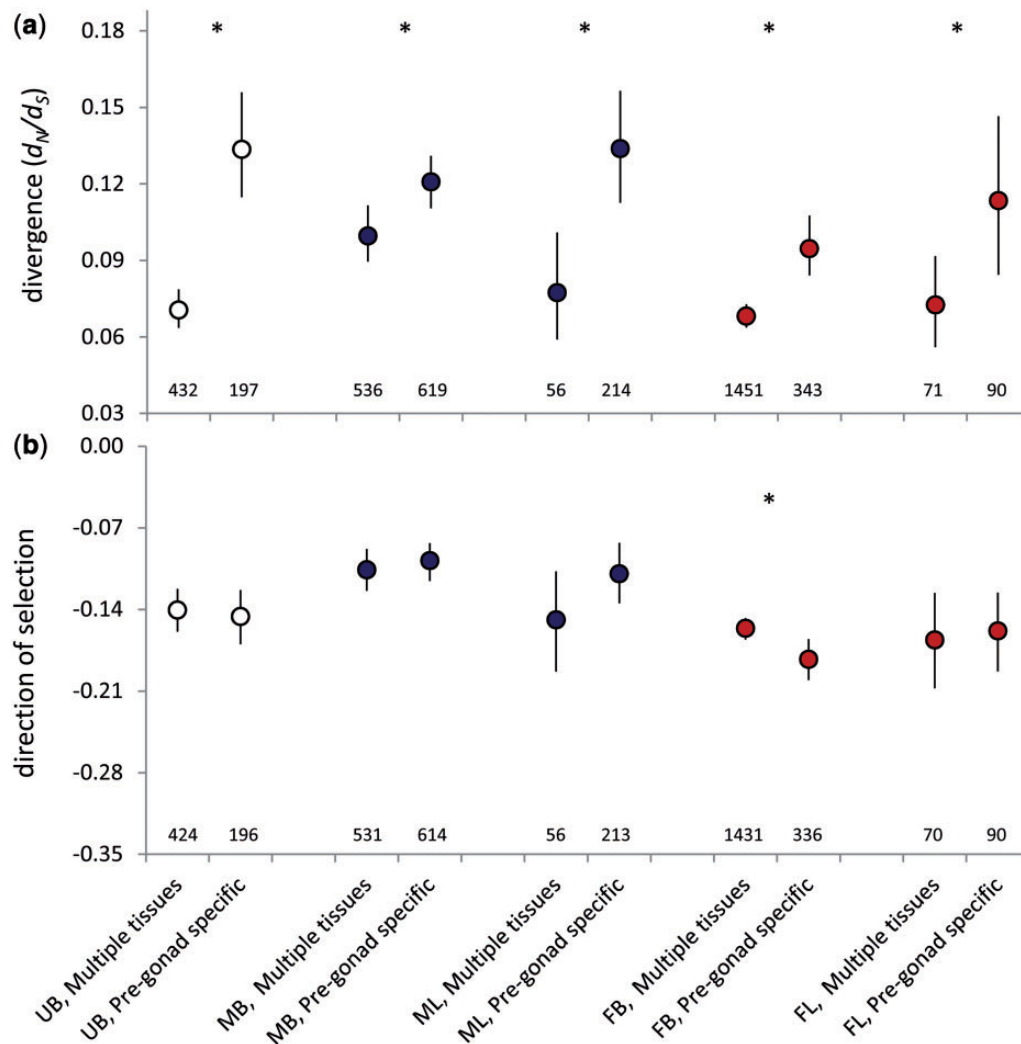 (a)
* * * * *
divergence (dN/dS)
0.18
0.15
0.12
0.09
0.06
0.03
432 197 536 619 56 214 1451 343 71 90
(b)
*
direction of selection
0.00
-0.07
-0.14
-0.21
-0.28
-0.35
424 196 531 614 56 213 1431 336 70 90
UB, Multiple tissues
UB, Pre-gonad specific
MB, Multiple tissues
MB, Pre-gonad specific
ML, Multiple tissues
ML, Pre-gonad specific
FB, Multiple tissues
FB, Pre-gonad specific
FL, Multiple tissues
FL, Pre-gonad specific